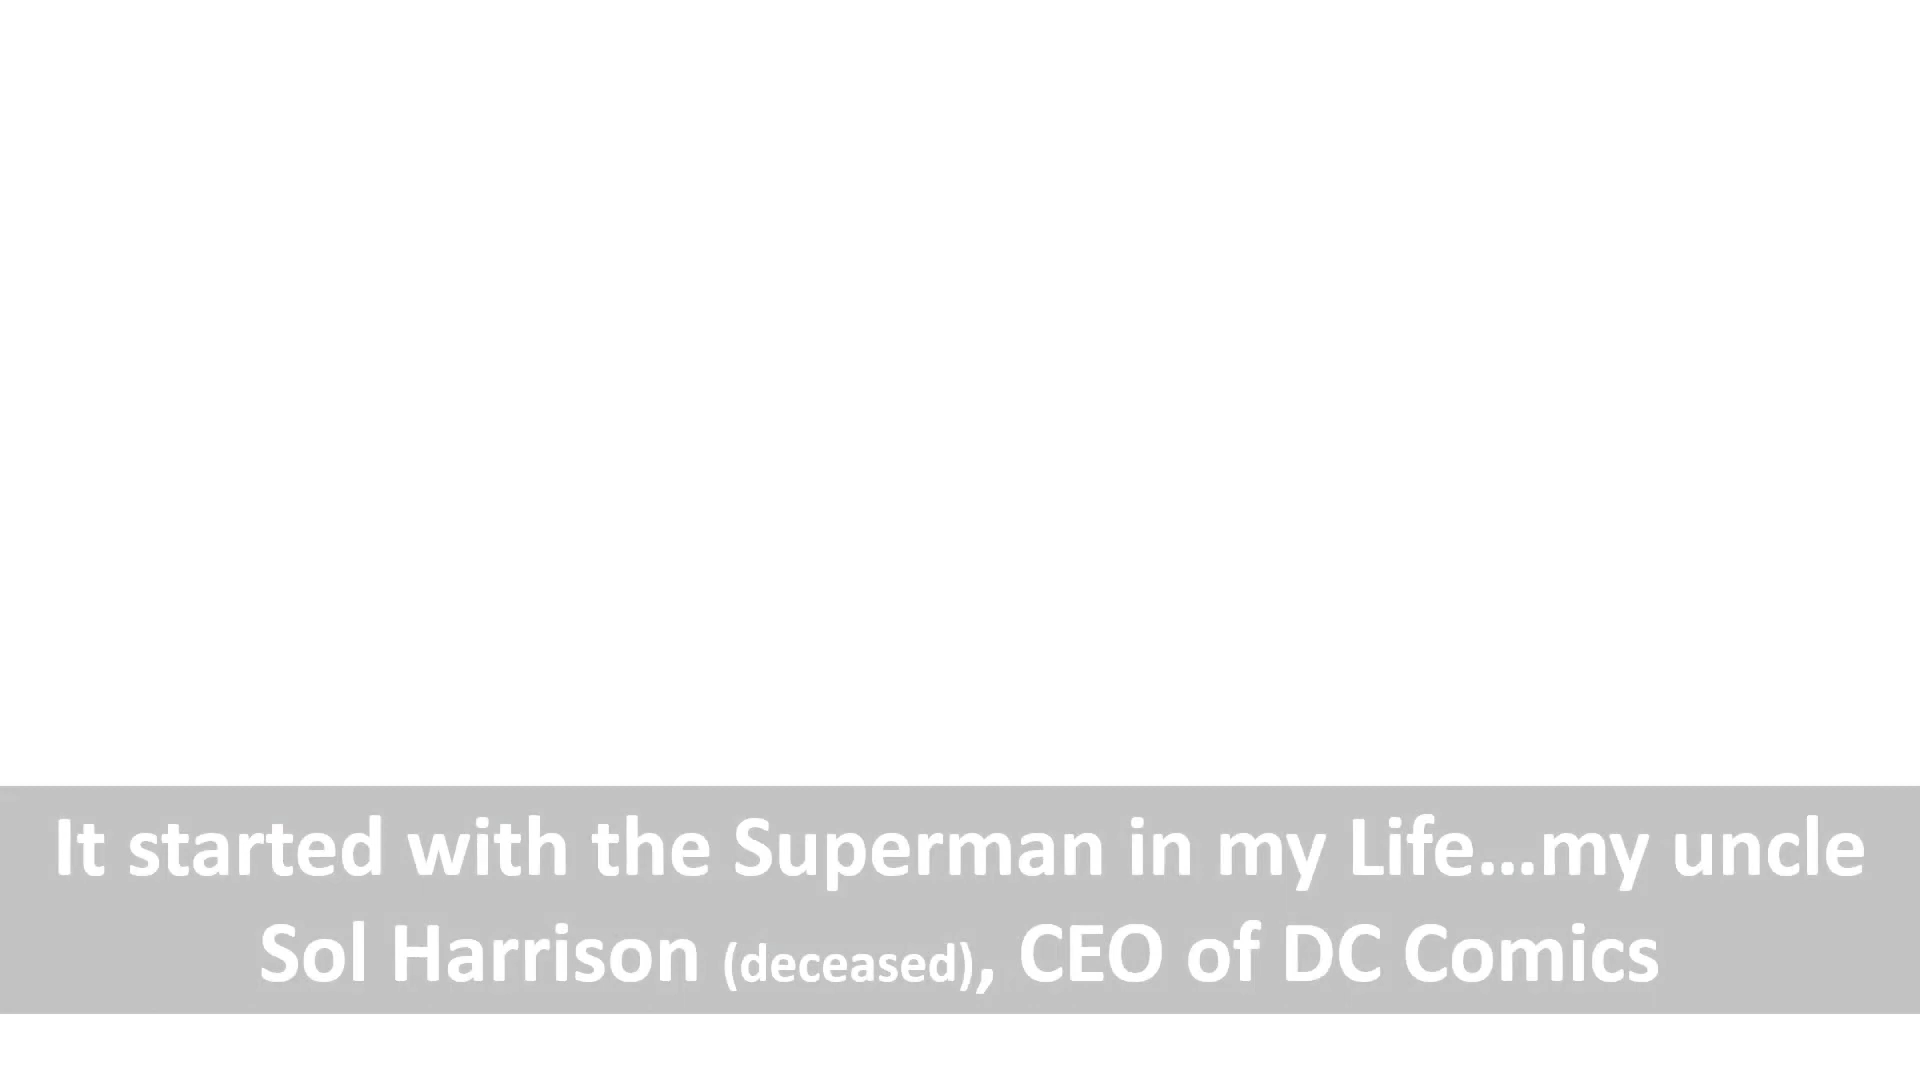 It started with the Superman in my Life...my uncle
Sol Harrison (deceased), CEO of DC Comics